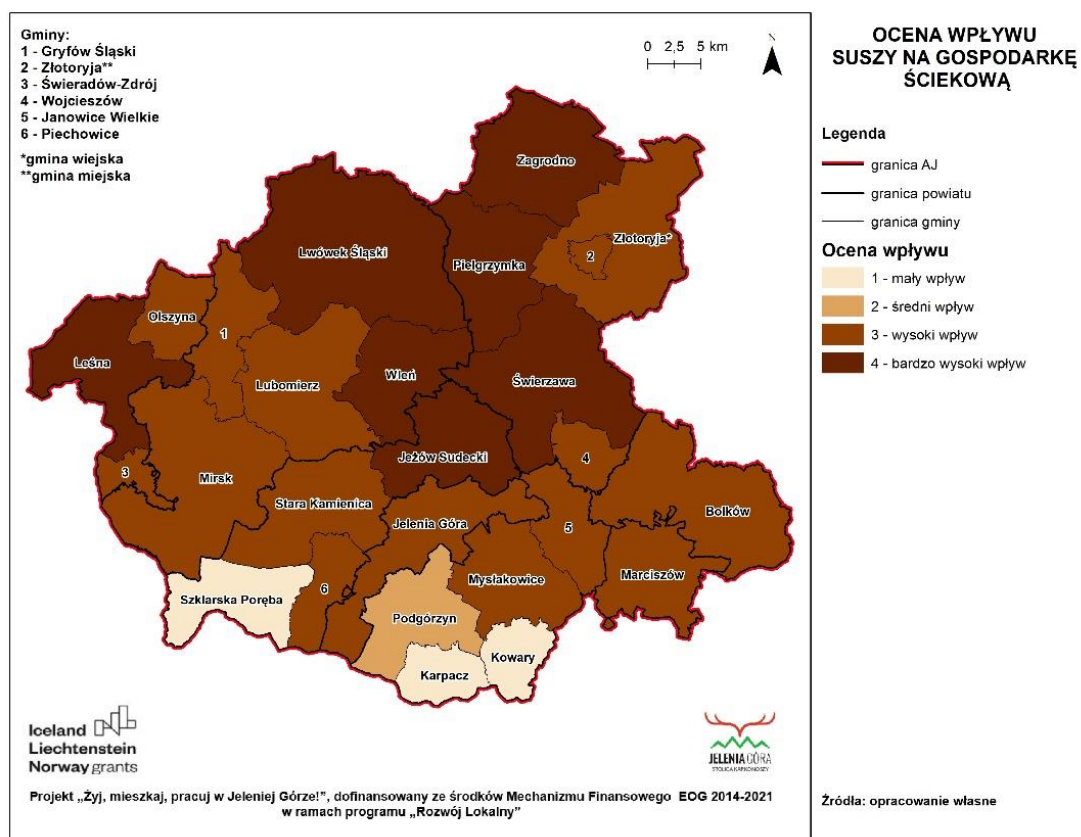 Gminy:
1 - Gryfów Śląski
2 - Złotoryja**
3 - Świeradów-Zdrój
4 - Wojcieszów
5 - Janowice Wielkie
6 - Piechowice
*gmina wiejska
**gmina miejska
0 2,5 5 km
N
OCENA WPŁYWU
SUSZY NA GOSPODARKĘ
ŚCIEKOWĄ
Legenda
granica AJ
granica powiatu
granica gminy
Ocena wpływu
1 - mały wpływ
2 - średni wpływ
3 - wysoki wpływ
4 - bardzo wysoki wpływ
Zagrodno
Złotoryja*
2
Lwówek Śląski
Pielgrzymka
Olszyna
1
Leśna
Lubomierz
Wleń
Świerzawa
Jeżów Sudecki
4
3
Mirsk
Stara Kamienica
Jelenia Góra
5
Bolków
Mysłakowice
Marciszów
6
Szklarska Poręba
Podgórzyn
Kowary
Karpacz
Iceland
Liechtenstein
Norway grants
JELENIA GÓRA
STOLICA KARKONOSZY
Projekt „Żyj, mieszkaj, pracuj w Jeleniej Górze!”, dofinansowany ze środków Mechanizmu Finansowego EOG 2014-2021
w ramach programu „Rozwój Lokalny”
Źródła: opracowanie własne